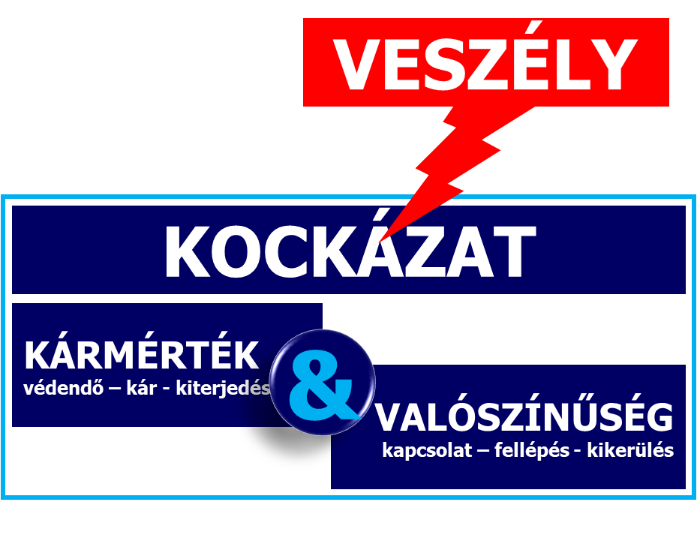 VESZÉLY
KOCKÁZAT
KÁRMÉRTÉK
védendő – kár - kiterjedés
&
VALÓSZÍNŰSÉG
kapcsolat – fellépés - kikerülés